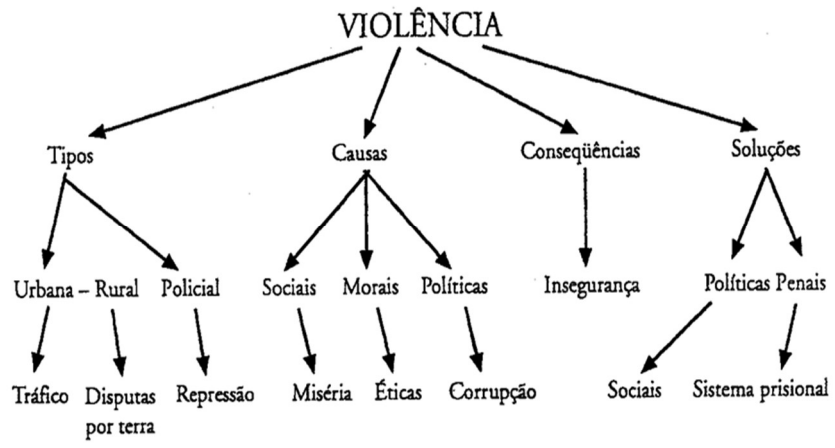 VIOLÊNCIA
Tipos Causas Conseqüências Soluções
Urbana – Rural Policial Sociais Morais Políticas Insegurança Políticas Penais
Tráfico Disputas por terra Repressão Miséria Éticas Corrupção Sociais Sistema prisional